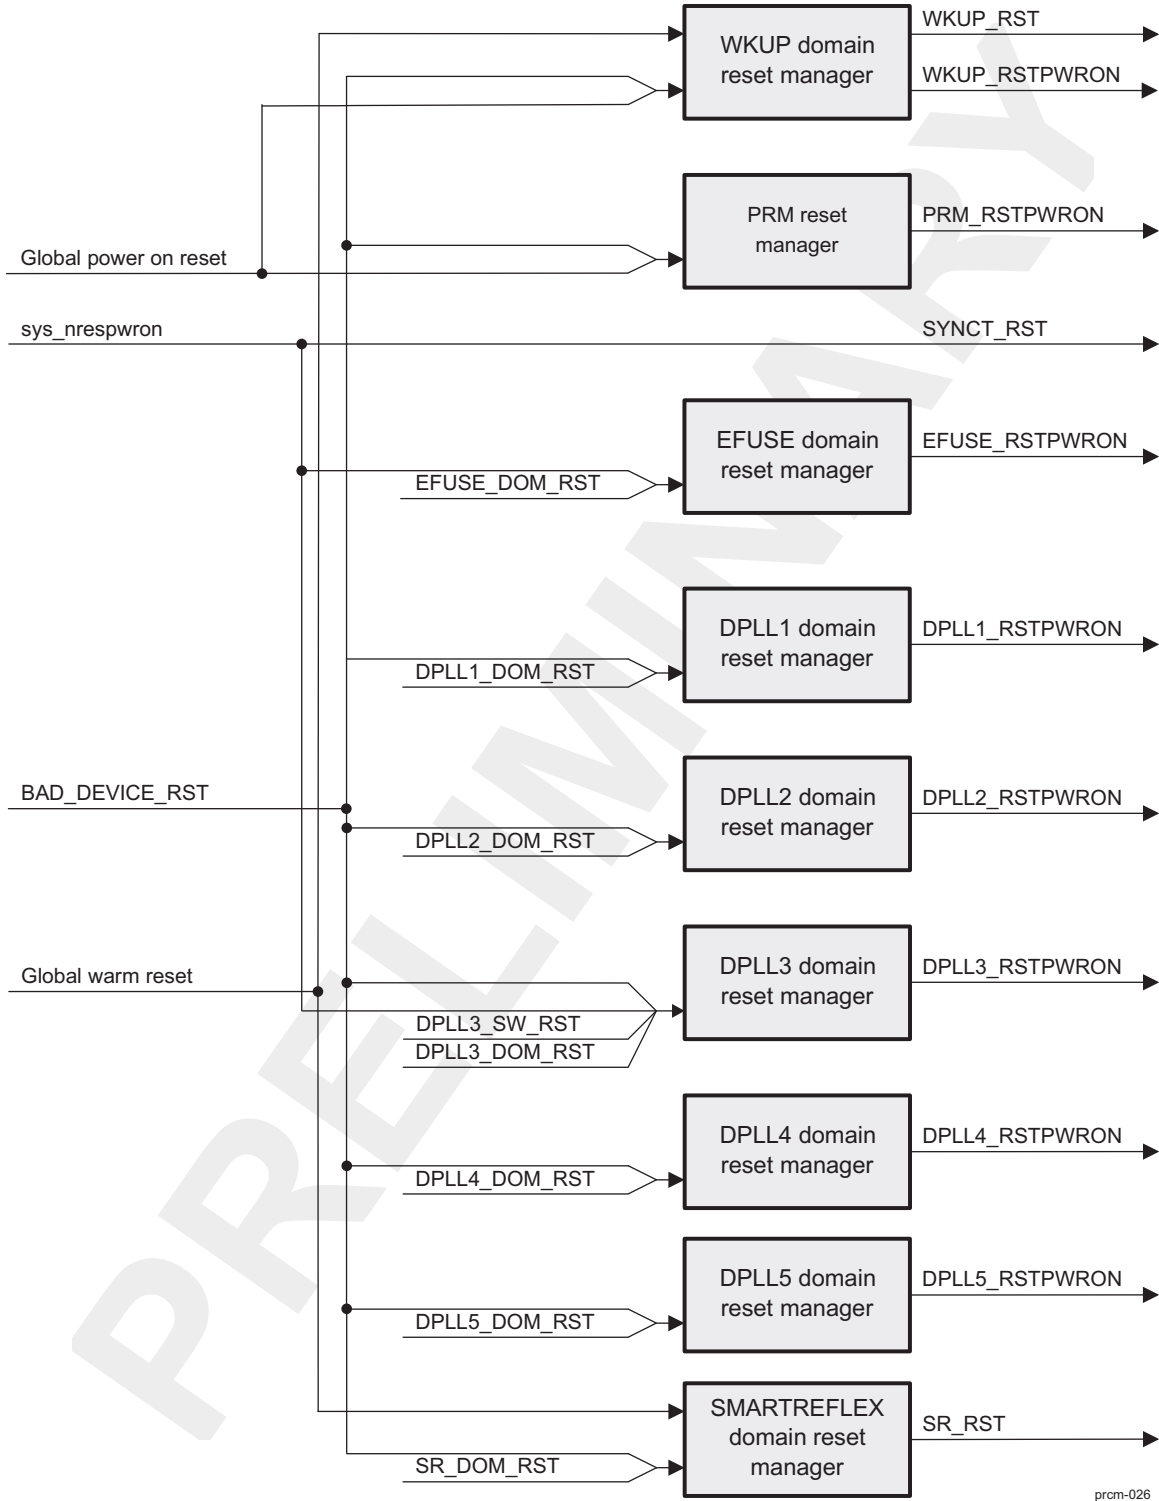 WKUP_RST
WKUP domain
reset manager
WKUP_RSTPWRON
PRM reset
manager
PRM_RSTPWRON
Global power on reset
sys_nrespwron
SYNCT_RST
EFUSE domain
reset manager
EFUSE_RSTPWRON
EFUSE_DOM_RST
DPLL1 domain
reset manager
DPLL1_RSTPWRON
DPLL1_DOM_RST
BAD_DEVICE_RST
DPLL2 domain
reset manager
DPLL2_RSTPWRON
DPLL2_DOM_RST
Global warm reset
DPLL3 domain
reset manager
DPLL3_RSTPWRON
DPLL3_SW_RST
DPLL3_DOM_RST
DPLL4 domain
reset manager
DPLL4_RSTPWRON
DPLL4_DOM_RST
DPLL5 domain
reset manager
DPLL5_RSTPWRON
DPLL5_DOM_RST
SMARTREFLEX
domain reset
manager
SR_RST
SR_DOM_RST
prcm-026
PRELIMINARY